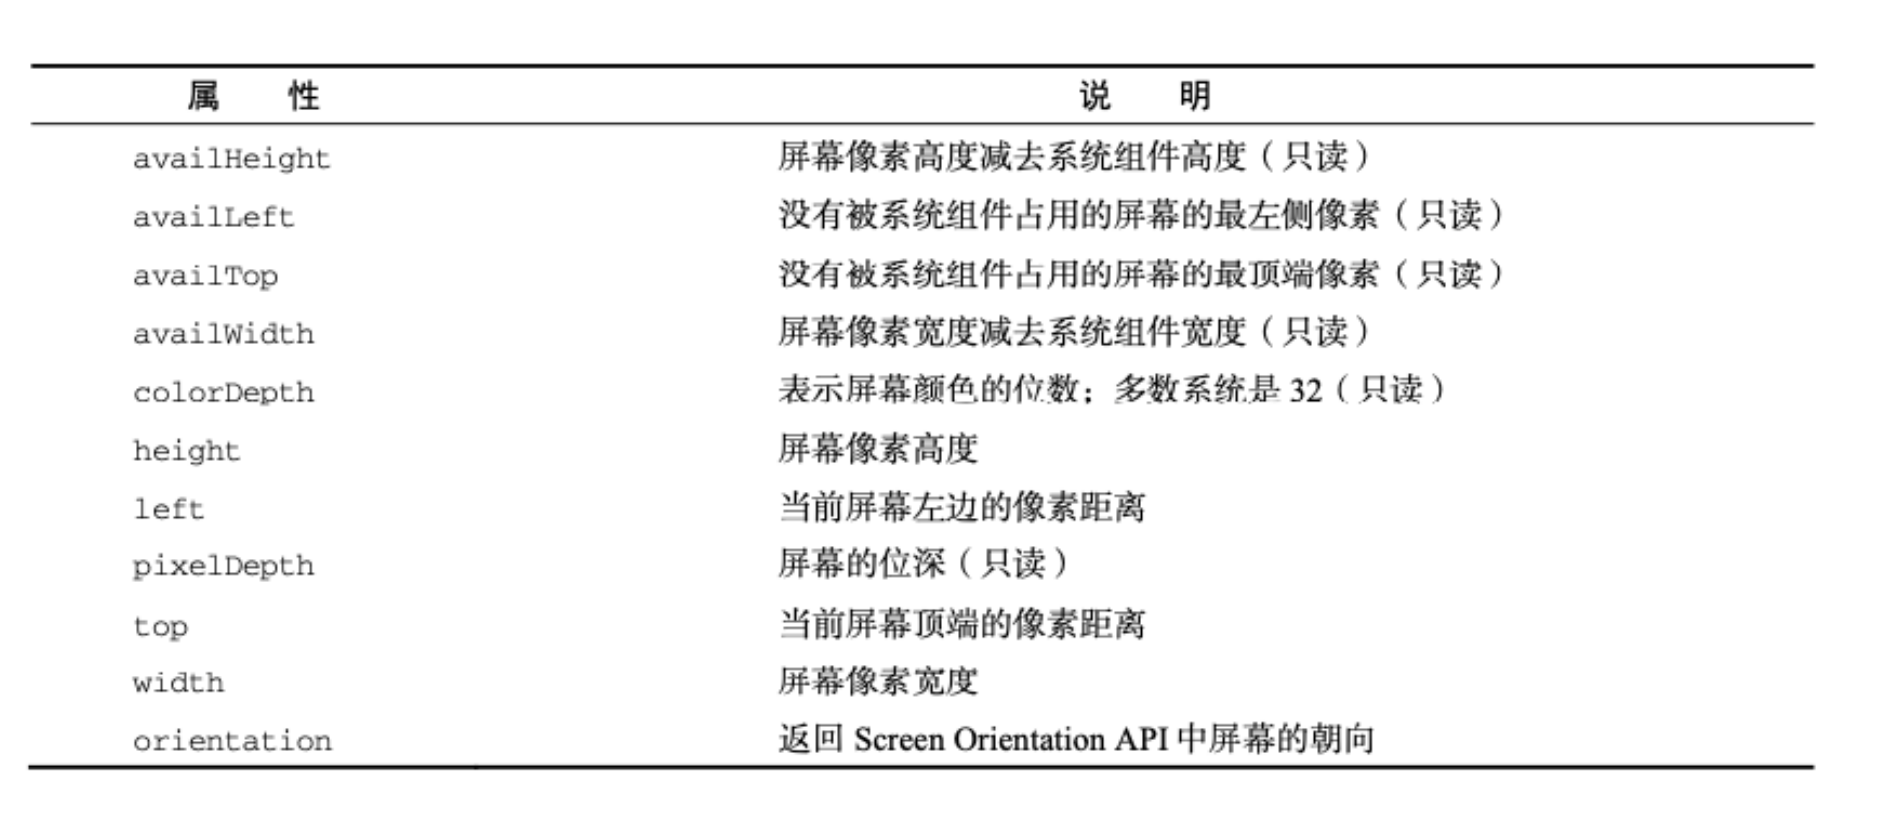 属 性 说 明
availHeight 屏幕像素高度减去系统组件高度（只读）
availLeft 没有被系统组件占用的屏幕的最左侧像素（只读）
availTop 没有被系统组件占用的屏幕的最顶端像素（只读）
availWidth 屏幕像素宽度减去系统组件宽度（只读）
colorDepth 表示屏幕颜色的位数；多数系统是 32（只读）
height 屏幕像素高度
left 当前屏幕左边的像素距离
pixelDepth 屏幕的位深（只读）
top 当前屏幕顶端的像素距离
width 屏幕像素宽度
orientation 返回 Screen Orientation API 中屏幕的朝向